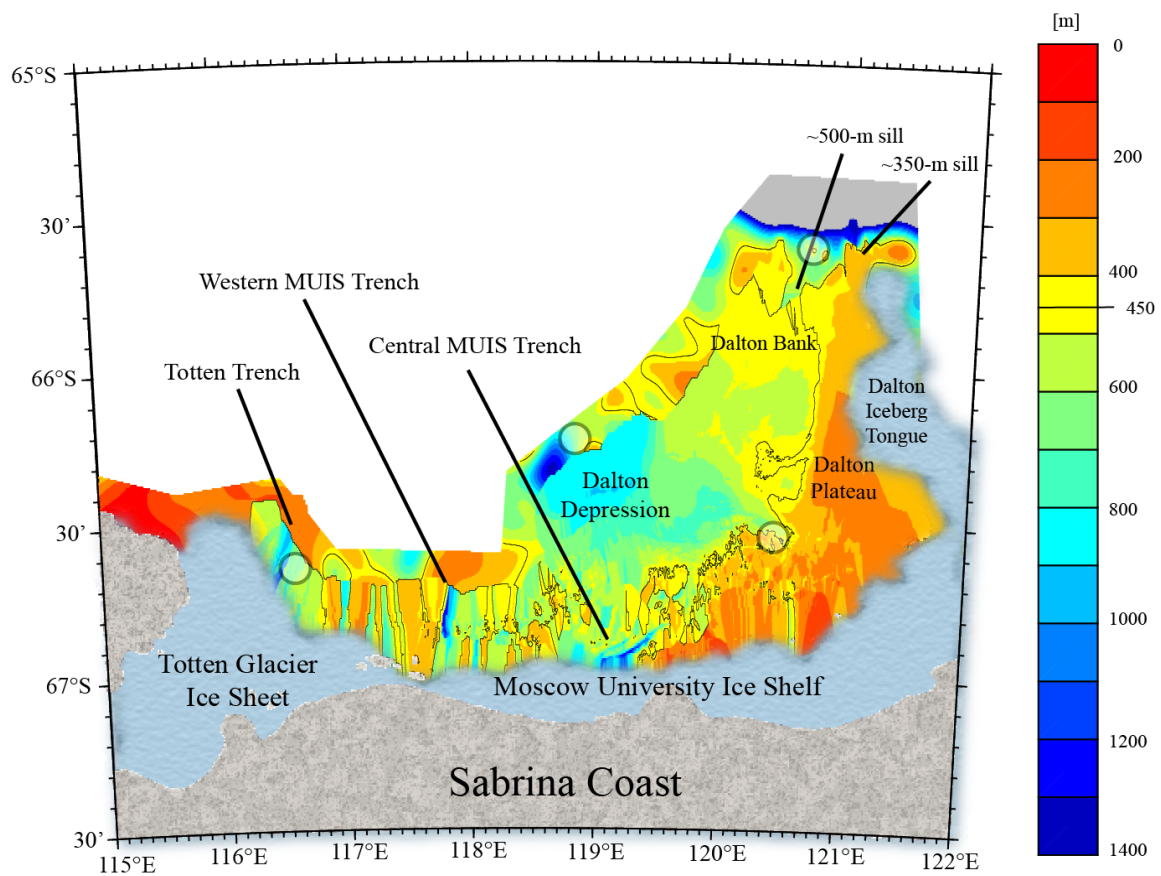 [m]
0
200
400
450
600
800
1000
1200
1400
65°S
30’
66°S
30’
67°S
30’
115°E
116°E
117°E
118°E
119°E
120°E
121°E
122°E
~500-m sill
~350-m sill
Western MUIS Trench
Central MUIS Trench
Totten Trench
Dalton Bank
Dalton
Iceberg
Tongue
Dalton
Plateau
Dalton
Depression
Totten Glacier
Ice Sheet
Moscow University Ice Shelf
Sabrina Coast